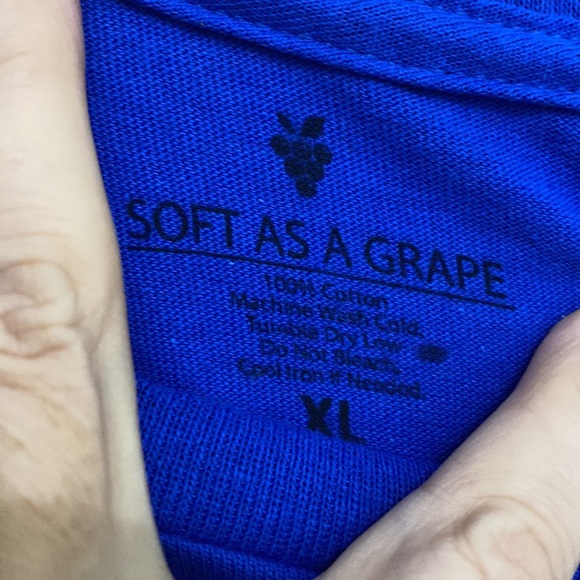 SOFT AS A GRAPE
100% Cotton
Machine Wash Cold.
Tumble Dry Low
Do Not Bleach.
Cool Iron if Needed.
XL